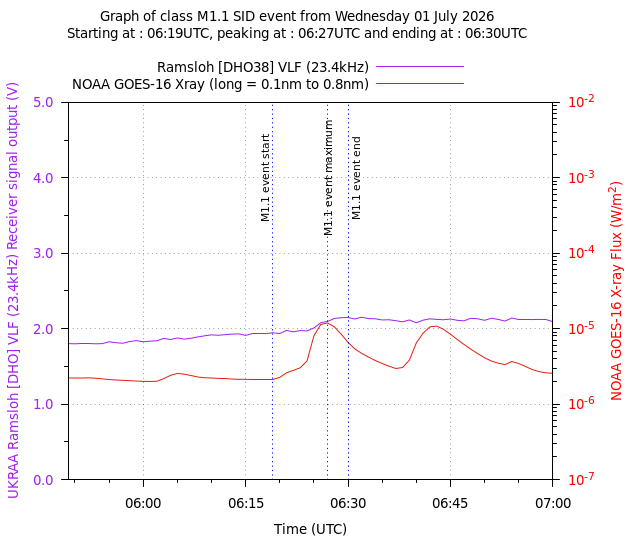 Graph of class M1.1 SID event from Wednesday 01 July 2026
Starting at : 06:19UTC, peaking at : 06:27UTC and ending at : 06:30UTC
Ramsloh [DHO38] VLF (23.4kHz)
NOAA GOES-16 Xray (long = 0.1nm to 0.8nm)
UKRAA Ramsloh [DHO] VLF (23.4kHz) Receiver signal output (V)
5.0
4.0
3.0
2.0
1.0
0.0
M1.1 event start
M1.1 event maximum
M1.1 event end
10^-2
10^-3
10^-4
10^-5
10^-6
10^-7
NOAA GOES-16 X-ray Flux (W/m²)
06:00 06:15 06:30 06:45 07:00
Time (UTC)